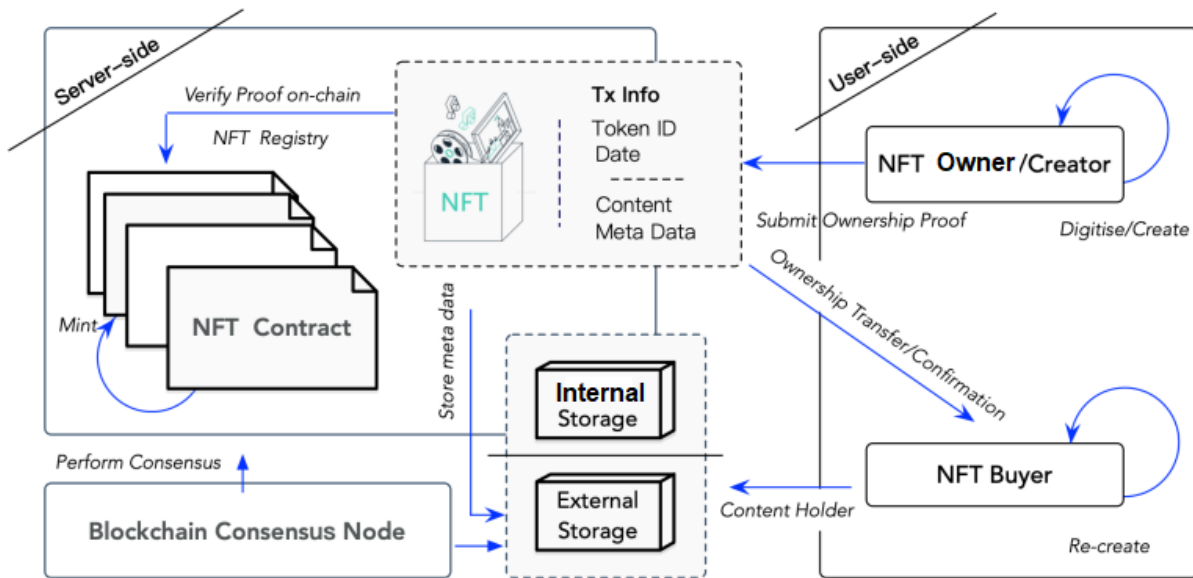 Server-side
User-side
Verify Proof on-chain
NFT Registry
NFT
Tx Info
Token ID
Date
Content
Meta Data
NFT Owner/Creator
Submit Ownership Proof
Digitise/Create
Mint
NFT Contract
Store meta data
Ownership Transfer/Confirmation
Internal
Storage
External
Storage
Perform Consensus
Blockchain Consensus Node
NFT Buyer
Content Holder
Re-create